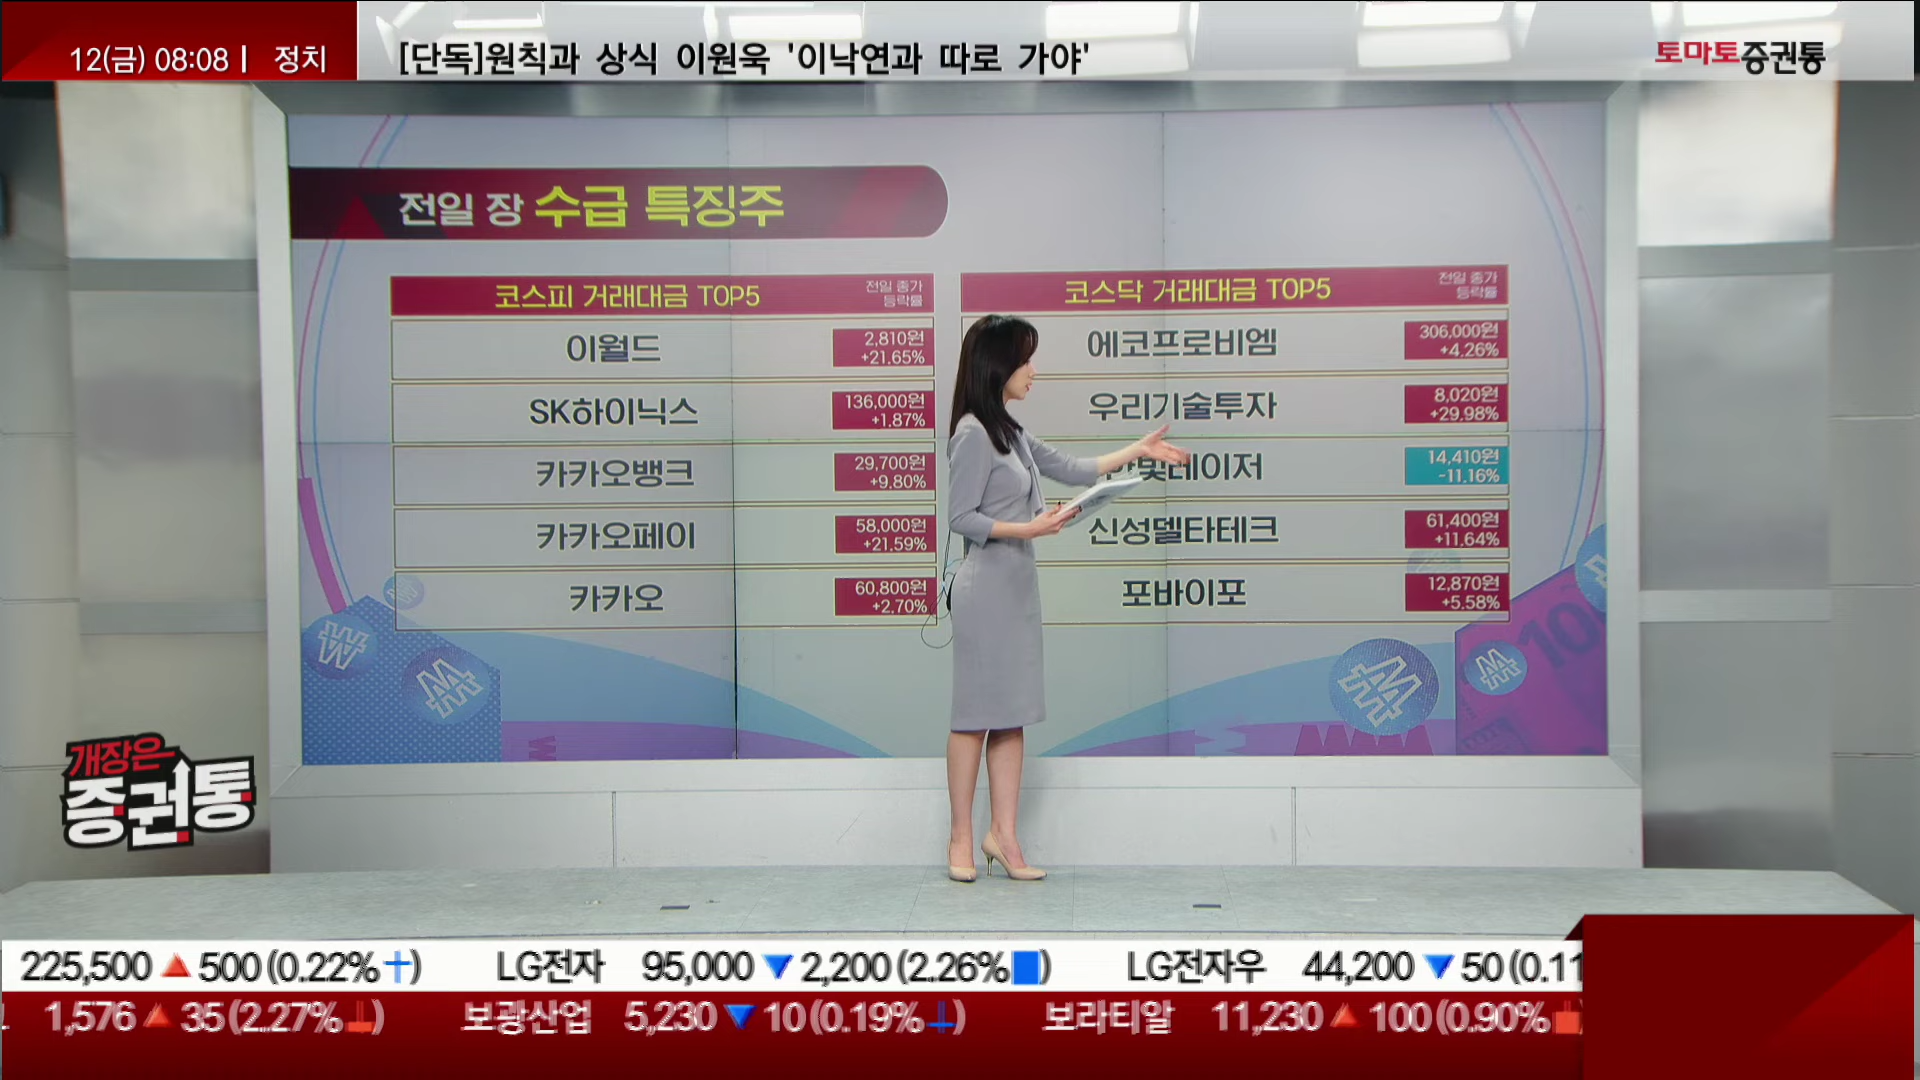 12(금) 08:08 | 정치
[단독]원칙과 상식 이원욱 '이낙연과 따로 가야'
토마토증권통
전일 장 수급 특징주
코스피 거래대금 TOP5 전일 종가 등락률
이월드 2,810원 +21.65%
SK하이닉스 136,000원 +1.87%
카카오뱅크 29,700원 +9.80%
카카오페이 58,000원 +21.59%
카카오 60,800원 +2.70%
코스닥 거래대금 TOP5 전일 종가 등락률
에코프로비엠 306,000원 +4.26%
우리기술투자 8,020원 +29.98%
한빛레이저 14,410원 -11.16%
신성델타테크 61,400원 +11.64%
포바이포 12,870원 +5.58%
100
개장은
증권통
225,500 ▲ 500(0.22%) LG전자 95,000 ▼ 2,200(2.26%) LG전자우 44,200 ▼ 50(0.11
1,576 ▲ 35(2.27%) 보광산업 5,230 ▼ 10(0.19%) 보라티알 11,230 ▲ 100(0.90%